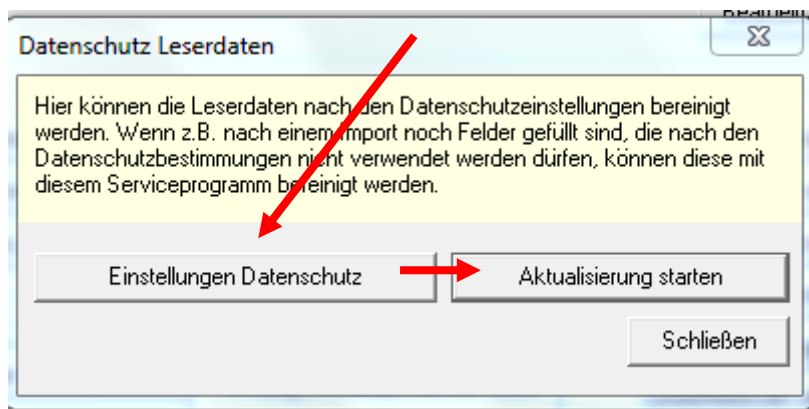 Datenschutz Leserdaten
Hier können die Leserdaten nach den Datenschutzeinstellungen bereinigt
werden. Wenn z.B. nach einem Import noch Felder gefüllt sind, die nach den
Datenschutzbestimmungen nicht verwendet werden dürfen, können diese mit
diesem Serviceprogramm bereinigt werden.
Einstellungen Datenschutz
Aktualisierung starten
Schließen